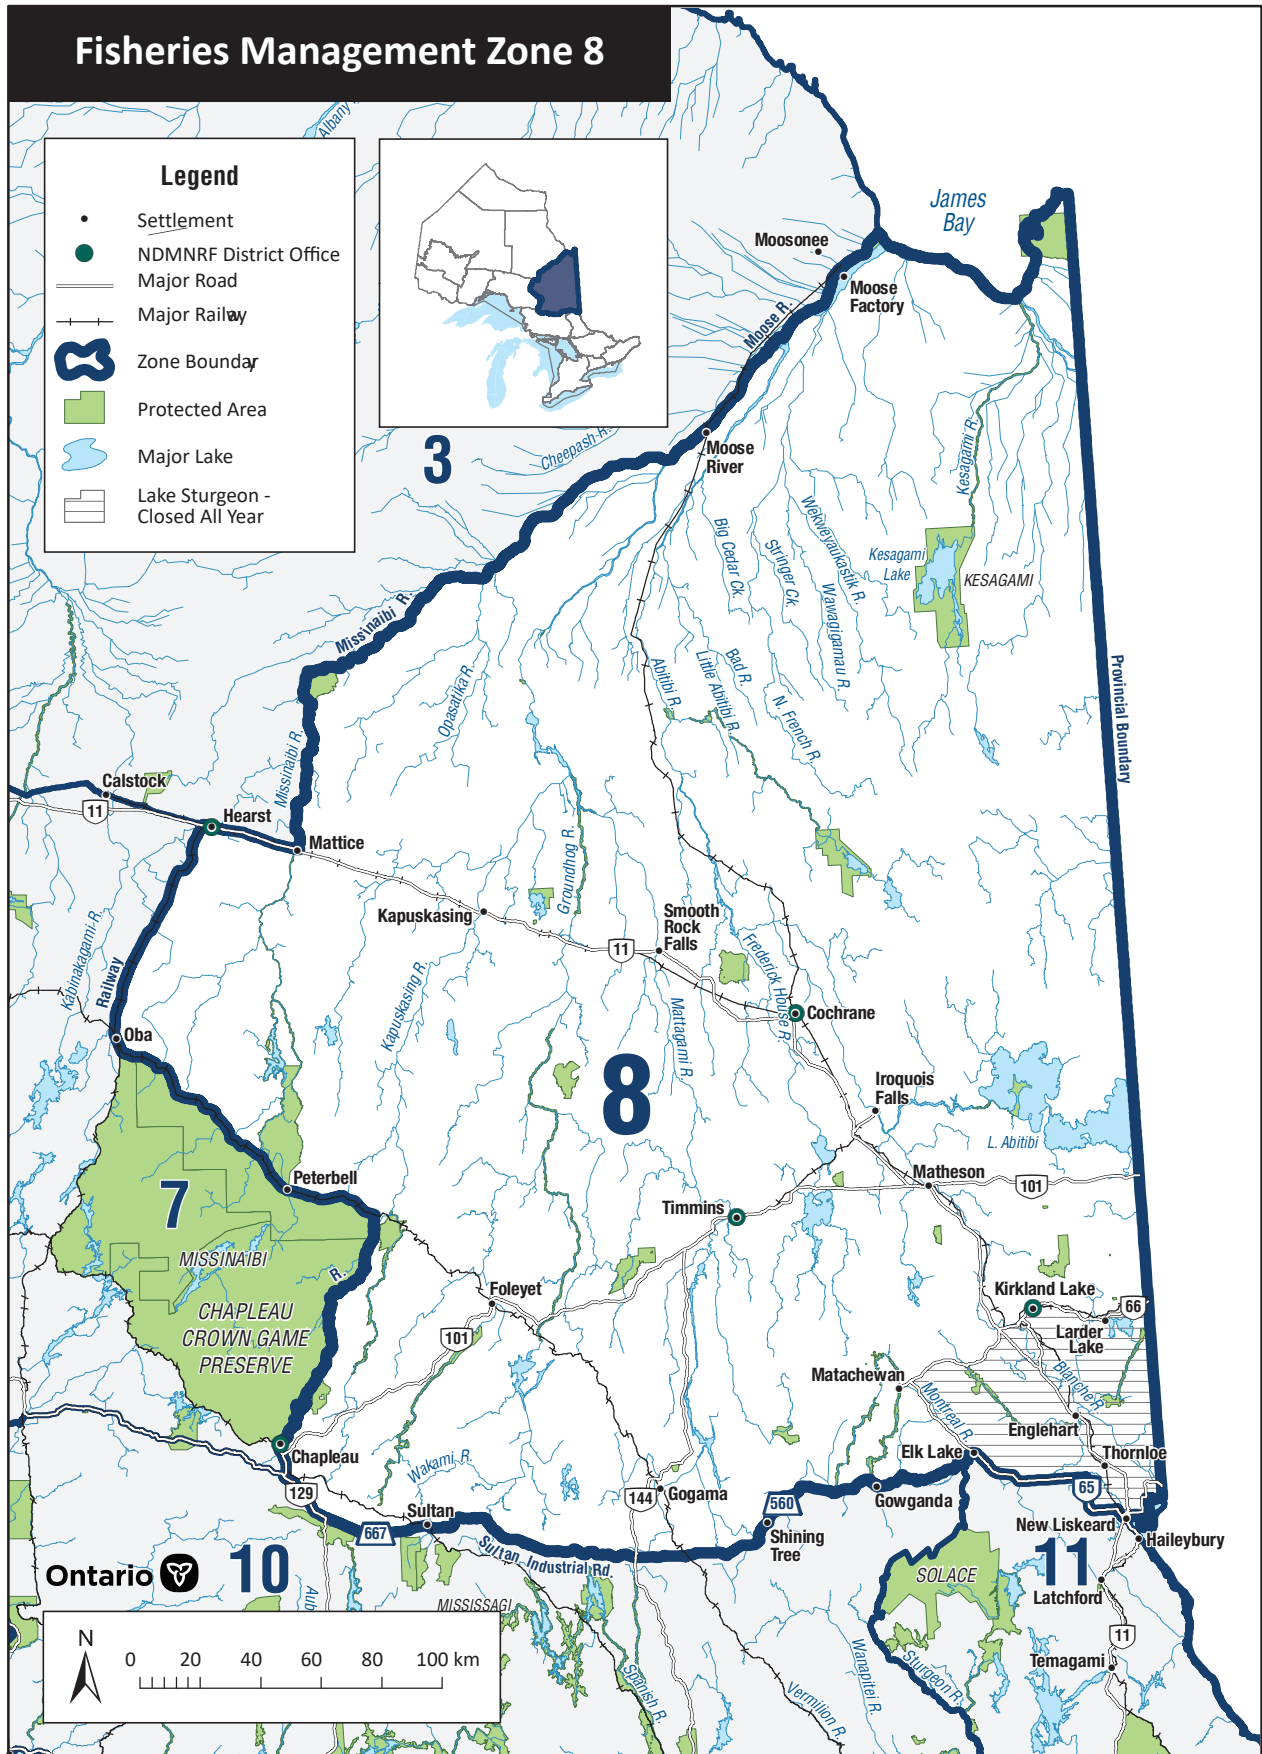 Fisheries Management Zone 8
Albany
Legend
Settlement
NDMNRF District Office
Major Road
Major Railway
Zone Boundary
Protected Area
Major Lake
Lake Sturgeon -
Closed All Year
James
Bay
Moosonee
Moose
Factory
Moose R.
3
Cheepash R.
Moose
River
Kesagami R.
Big Cedar Ck.
Stringer Ck.
Wekweyaukastik R.
Wawagigamau R.
Kesagami
Lake
KESAGAMI
Missinaibi R.
Opasatika R.
Abitibi R.
Little Abitibi R.
Bad R.
N. French R.
Provincial Boundary
Missinaibi R.
Calstock
11
Hearst
Mattice
Groundhog R.
Kapuskasing
Smooth
Rock
Falls
11
Frederick House R.
Kabinakagami R.
Railway
Kapuskasing R.
Mattagami R.
Cochrane
Oba
8
Iroquois
Falls
L. Abitibi
Matheson
101
Peterbell
7
Timmins
MISSINAIBI
R.
CHAPLEAU
CROWN GAME
PRESERVE
Foleyet
101
Kirkland Lake
66
Larder
Lake
Matachewan
Blanche R.
Montreal R.
Englehart
Elk Lake
Thornloe
Chapleau
Wakami R.
129
Sultan
144
Gogama
560
Gowganda
65
667
Sultan Industrial Rd.
Shining
Tree
New Liskeard
Haileybury
Ontario
10
Aub
MISSISSAGI
SOLACE
11
Latchford
11
Temagami
N
0 20 40 60 80 100 km
Spanish R.
Vermilion R.
Wanapitei R.
Sturgeon R.